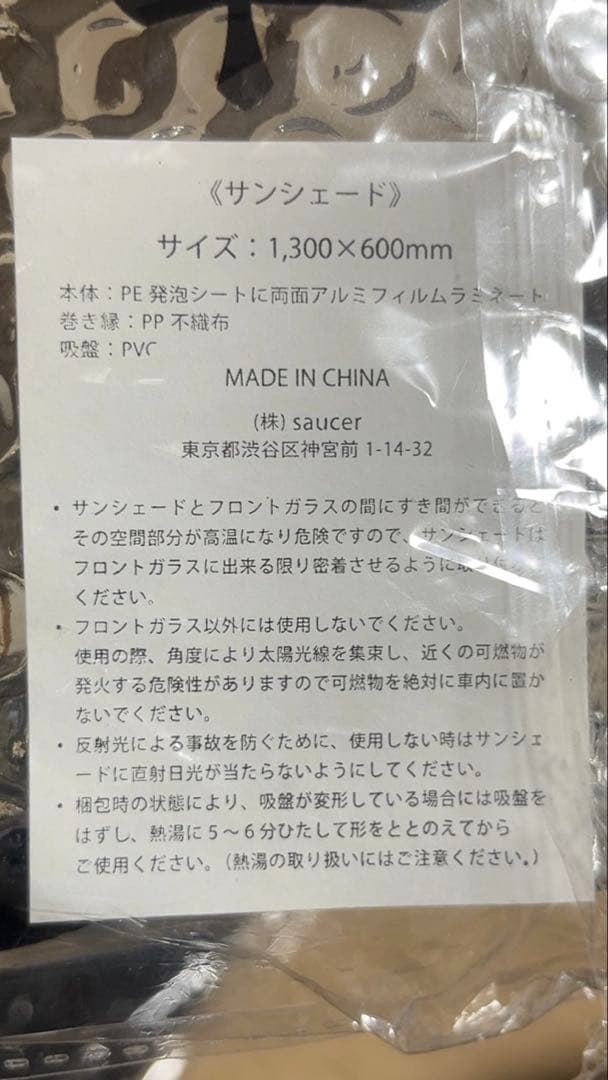 《サンシェード》
サイズ：1,300×600mm
本体：PE 発泡シートに両面アルミフィルムラミネート
巻き縁：PP 不織布
吸盤：PVC
MADE IN CHINA
(株) saucer
東京都渋谷区神宮前 1-14-32
・サンシェードとフロントガラスの間にすき間ができると
その空間部分が高温になり危険ですので、サンシェードは
フロントガラスに出来る限り密着させるように取り
ください。
・フロントガラス以外には使用しないでください。
使用の際、角度により太陽光線を集束し、近くの可燃物が
発火する危険性がありますので可燃物を絶対に車内に置か
ないでください。
・反射光による事故を防ぐために、使用しない時はサンシェ
ードに直射日光が当たらないようにしてください。
・梱包時の状態により、吸盤が変形している場合には吸盤を
はずし、熱湯に 5～6 分ひたして形をととのえてから
ご使用ください。（熱湯の取り扱いにはご注意ください。）